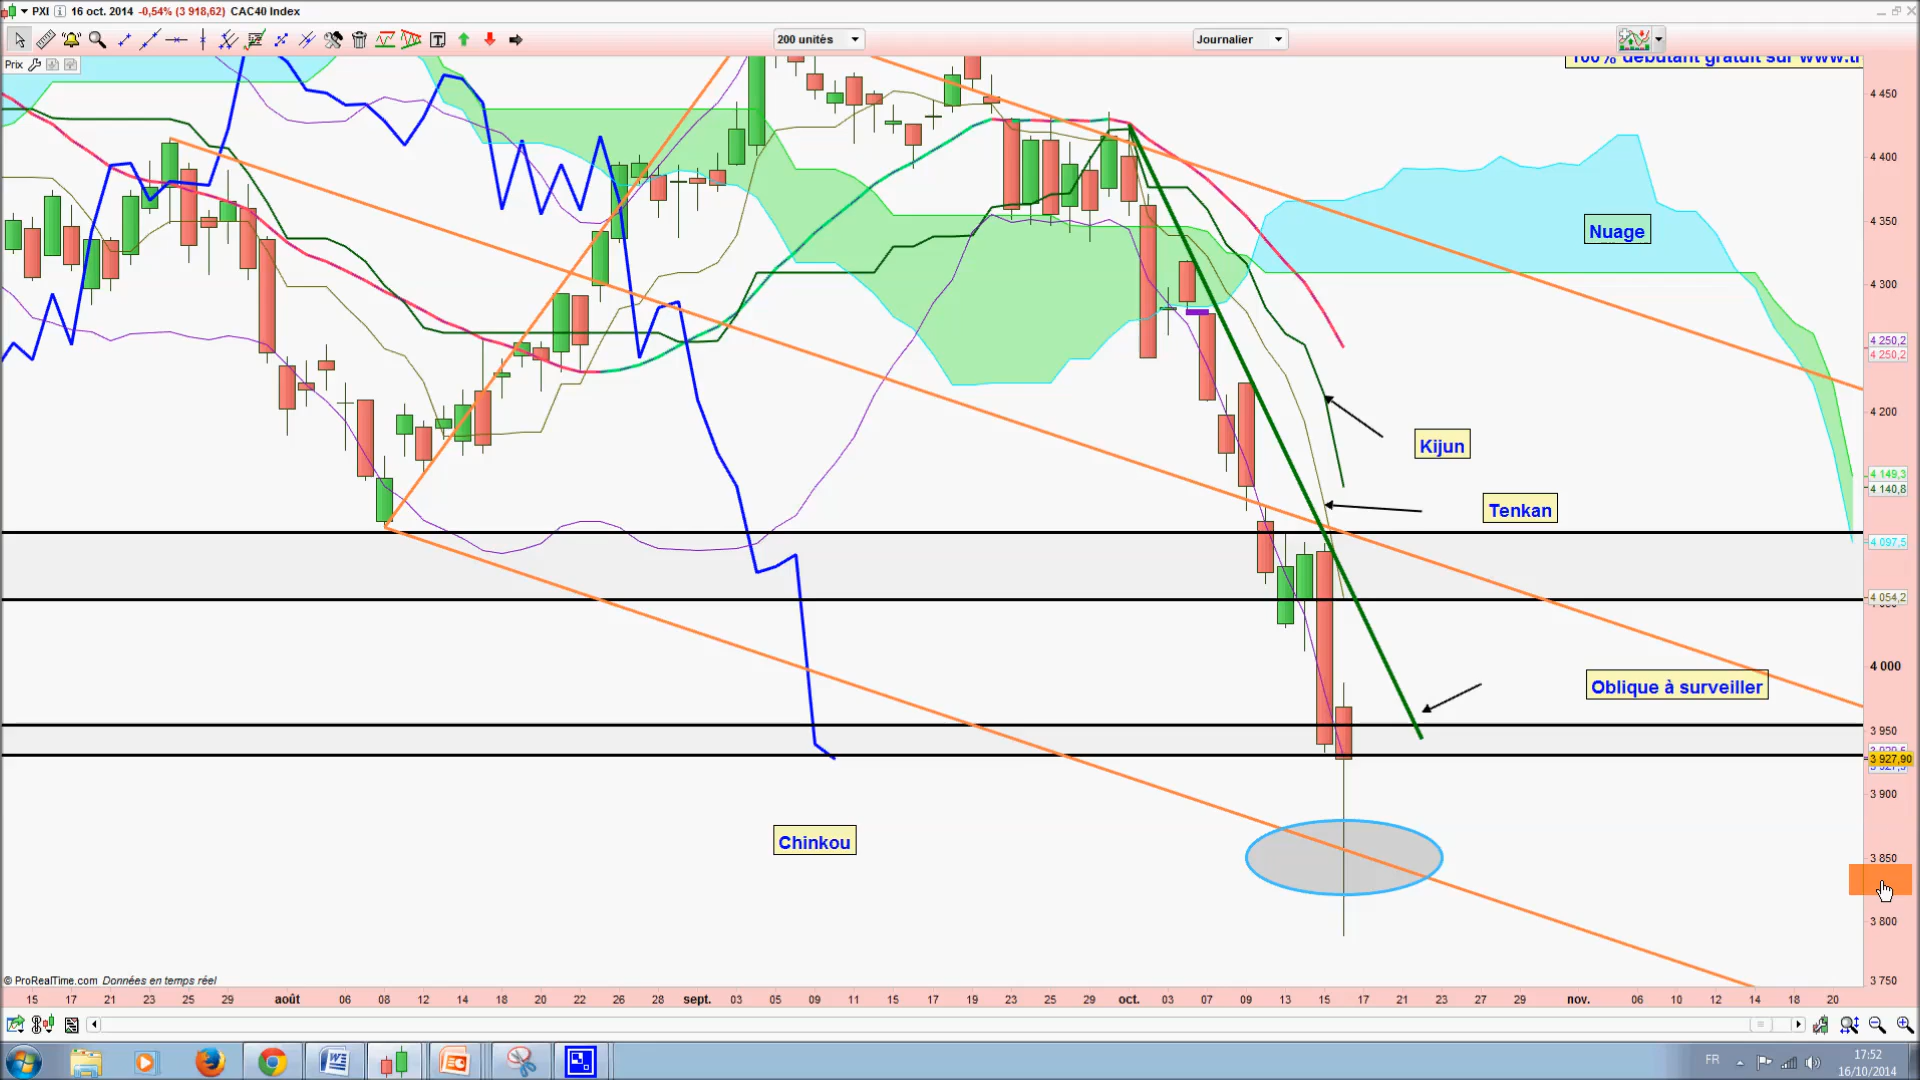 PXI 16 oct. 2014 -0,54% (3 918,62) CAC40 Index
200 unités
Journalier
Prix
100% débutant gratuit sur www.tr
4 450
4 400
4 350
Nuage
4 300
4 250,2
4 250,2
4 200
Kijun
4 149,3
4 140,8
Tenkan
4 097,5
4 054,2
4 000
Oblique à surveiller
3 950
3 927,90
3 900
Chinkou
3 850
3 800
© ProRealTime.com Données en temps réel
3 750
15 17 21 23 25 29 août 06 08 12 14 18 20 22 26 28 sept. 03 05 09 11 15 17 19 23 25 29 oct. 03 07 09 13 15 17 21 23 27 29 nov. 06 10 12 14 18 20
FR
17:52
16/10/2014